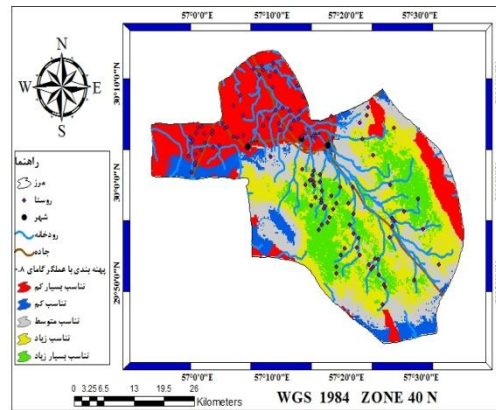 57°0'0"E 57°10'0"E 57°20'0"E 57°30'0"E
N
W E
S
30°10'0"N
30°0'0"N
29°50'0"N
راهنما
مرز
روستا
شهر
رودخانه
جاده
پهنه بندی با عملگر گامای ۰.۸
تناسب بسیار کم
تناسب کم
تناسب متوسط
تناسب زیاد
تناسب بسیار زیاد
57°0'0"E 57°10'0"E 57°20'0"E 57°30'0"E
0 3.25 6.5 13 19.5 26
Kilometers
WGS 1984 ZONE 40 N